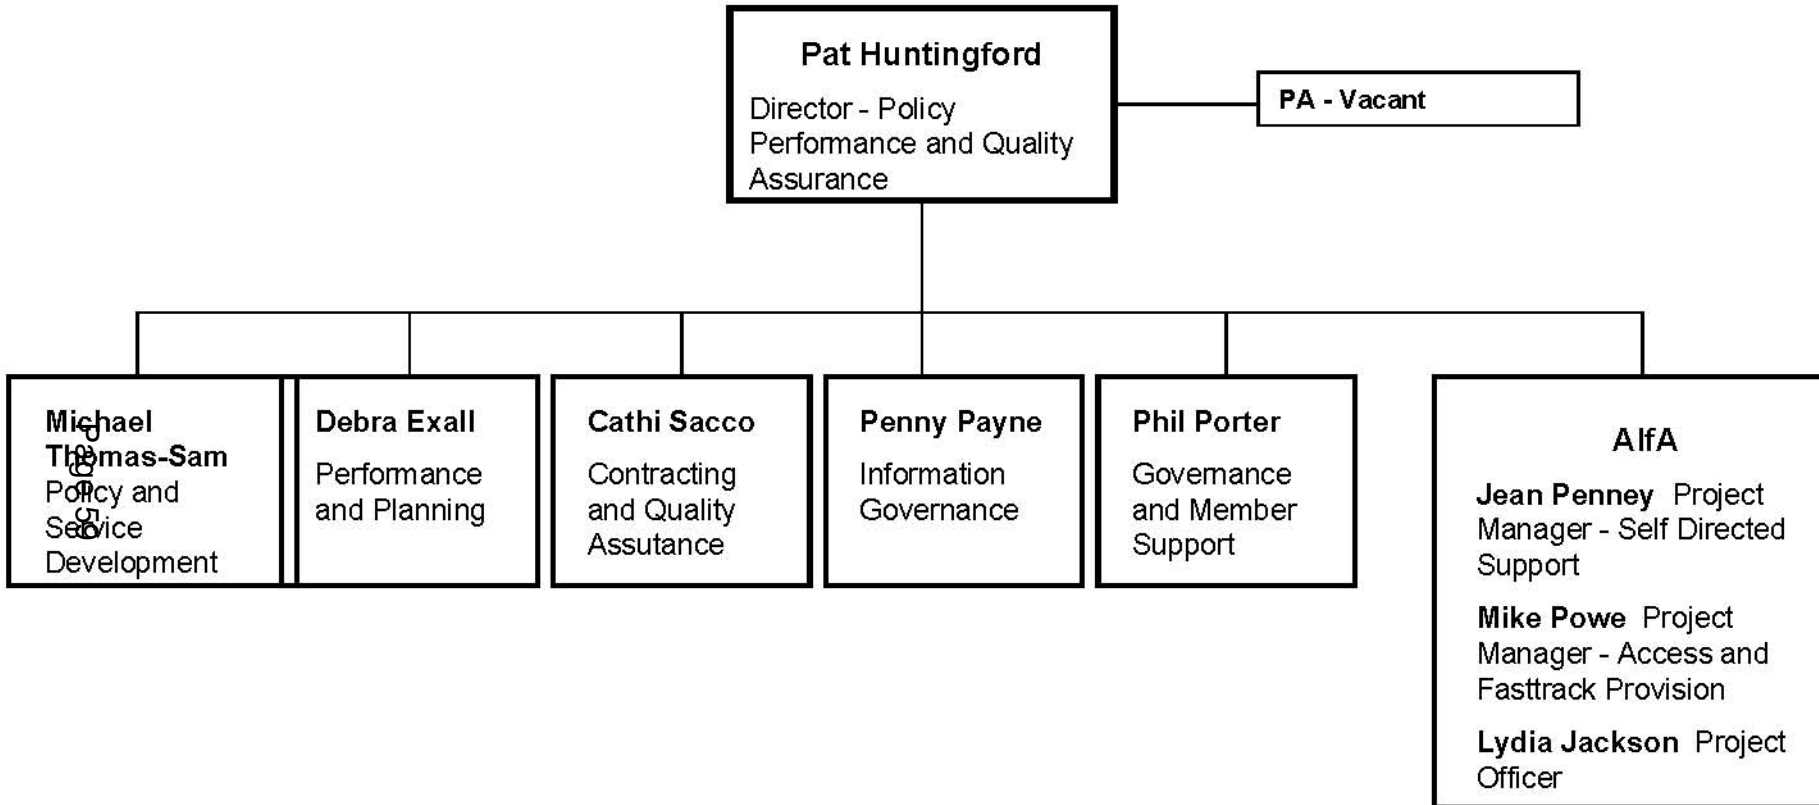 Pat Huntingford
Director - Policy
Performance and Quality
Assurance
PA - Vacant
Michael
Thomas-Sam
Policy and
Service
Development
Page 59
Debra Exall
Performance
and Planning
Cathi Sacco
Contracting
and Quality
Assutance
Penny Payne
Information
Governance
Phil Porter
Governance
and Member
Support
AIfA
Jean Penney Project
Manager - Self Directed
Support
Mike Powe Project
Manager - Access and
Fasttrack Provision
Lydia Jackson Project
Officer